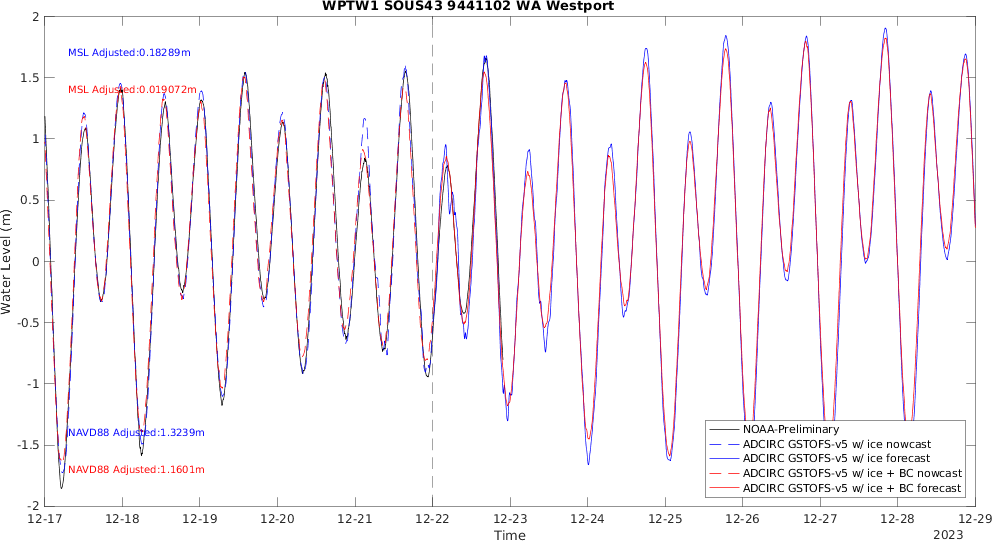 WPTW1 SOUS43 9441102 WA Westport
MSL Adjusted:0.18289m
MSL Adjusted:0.019072m
NAVD88 Adjusted:1.3239m
NAVD88 Adjusted:1.1601m
Water Level (m)
2
1.5
1
0.5
0
-0.5
-1
-1.5
-2
NOAA-Preliminary
ADCIRC GSTOFS-v5 w/ ice nowcast
ADCIRC GSTOFS-v5 w/ ice forecast
ADCIRC GSTOFS-v5 w/ ice + BC nowcast
ADCIRC GSTOFS-v5 w/ ice + BC forecast
12-17 12-18 12-19 12-20 12-21 12-22 12-23 12-24 12-25 12-26 12-27 12-28 12-29
Time
2023